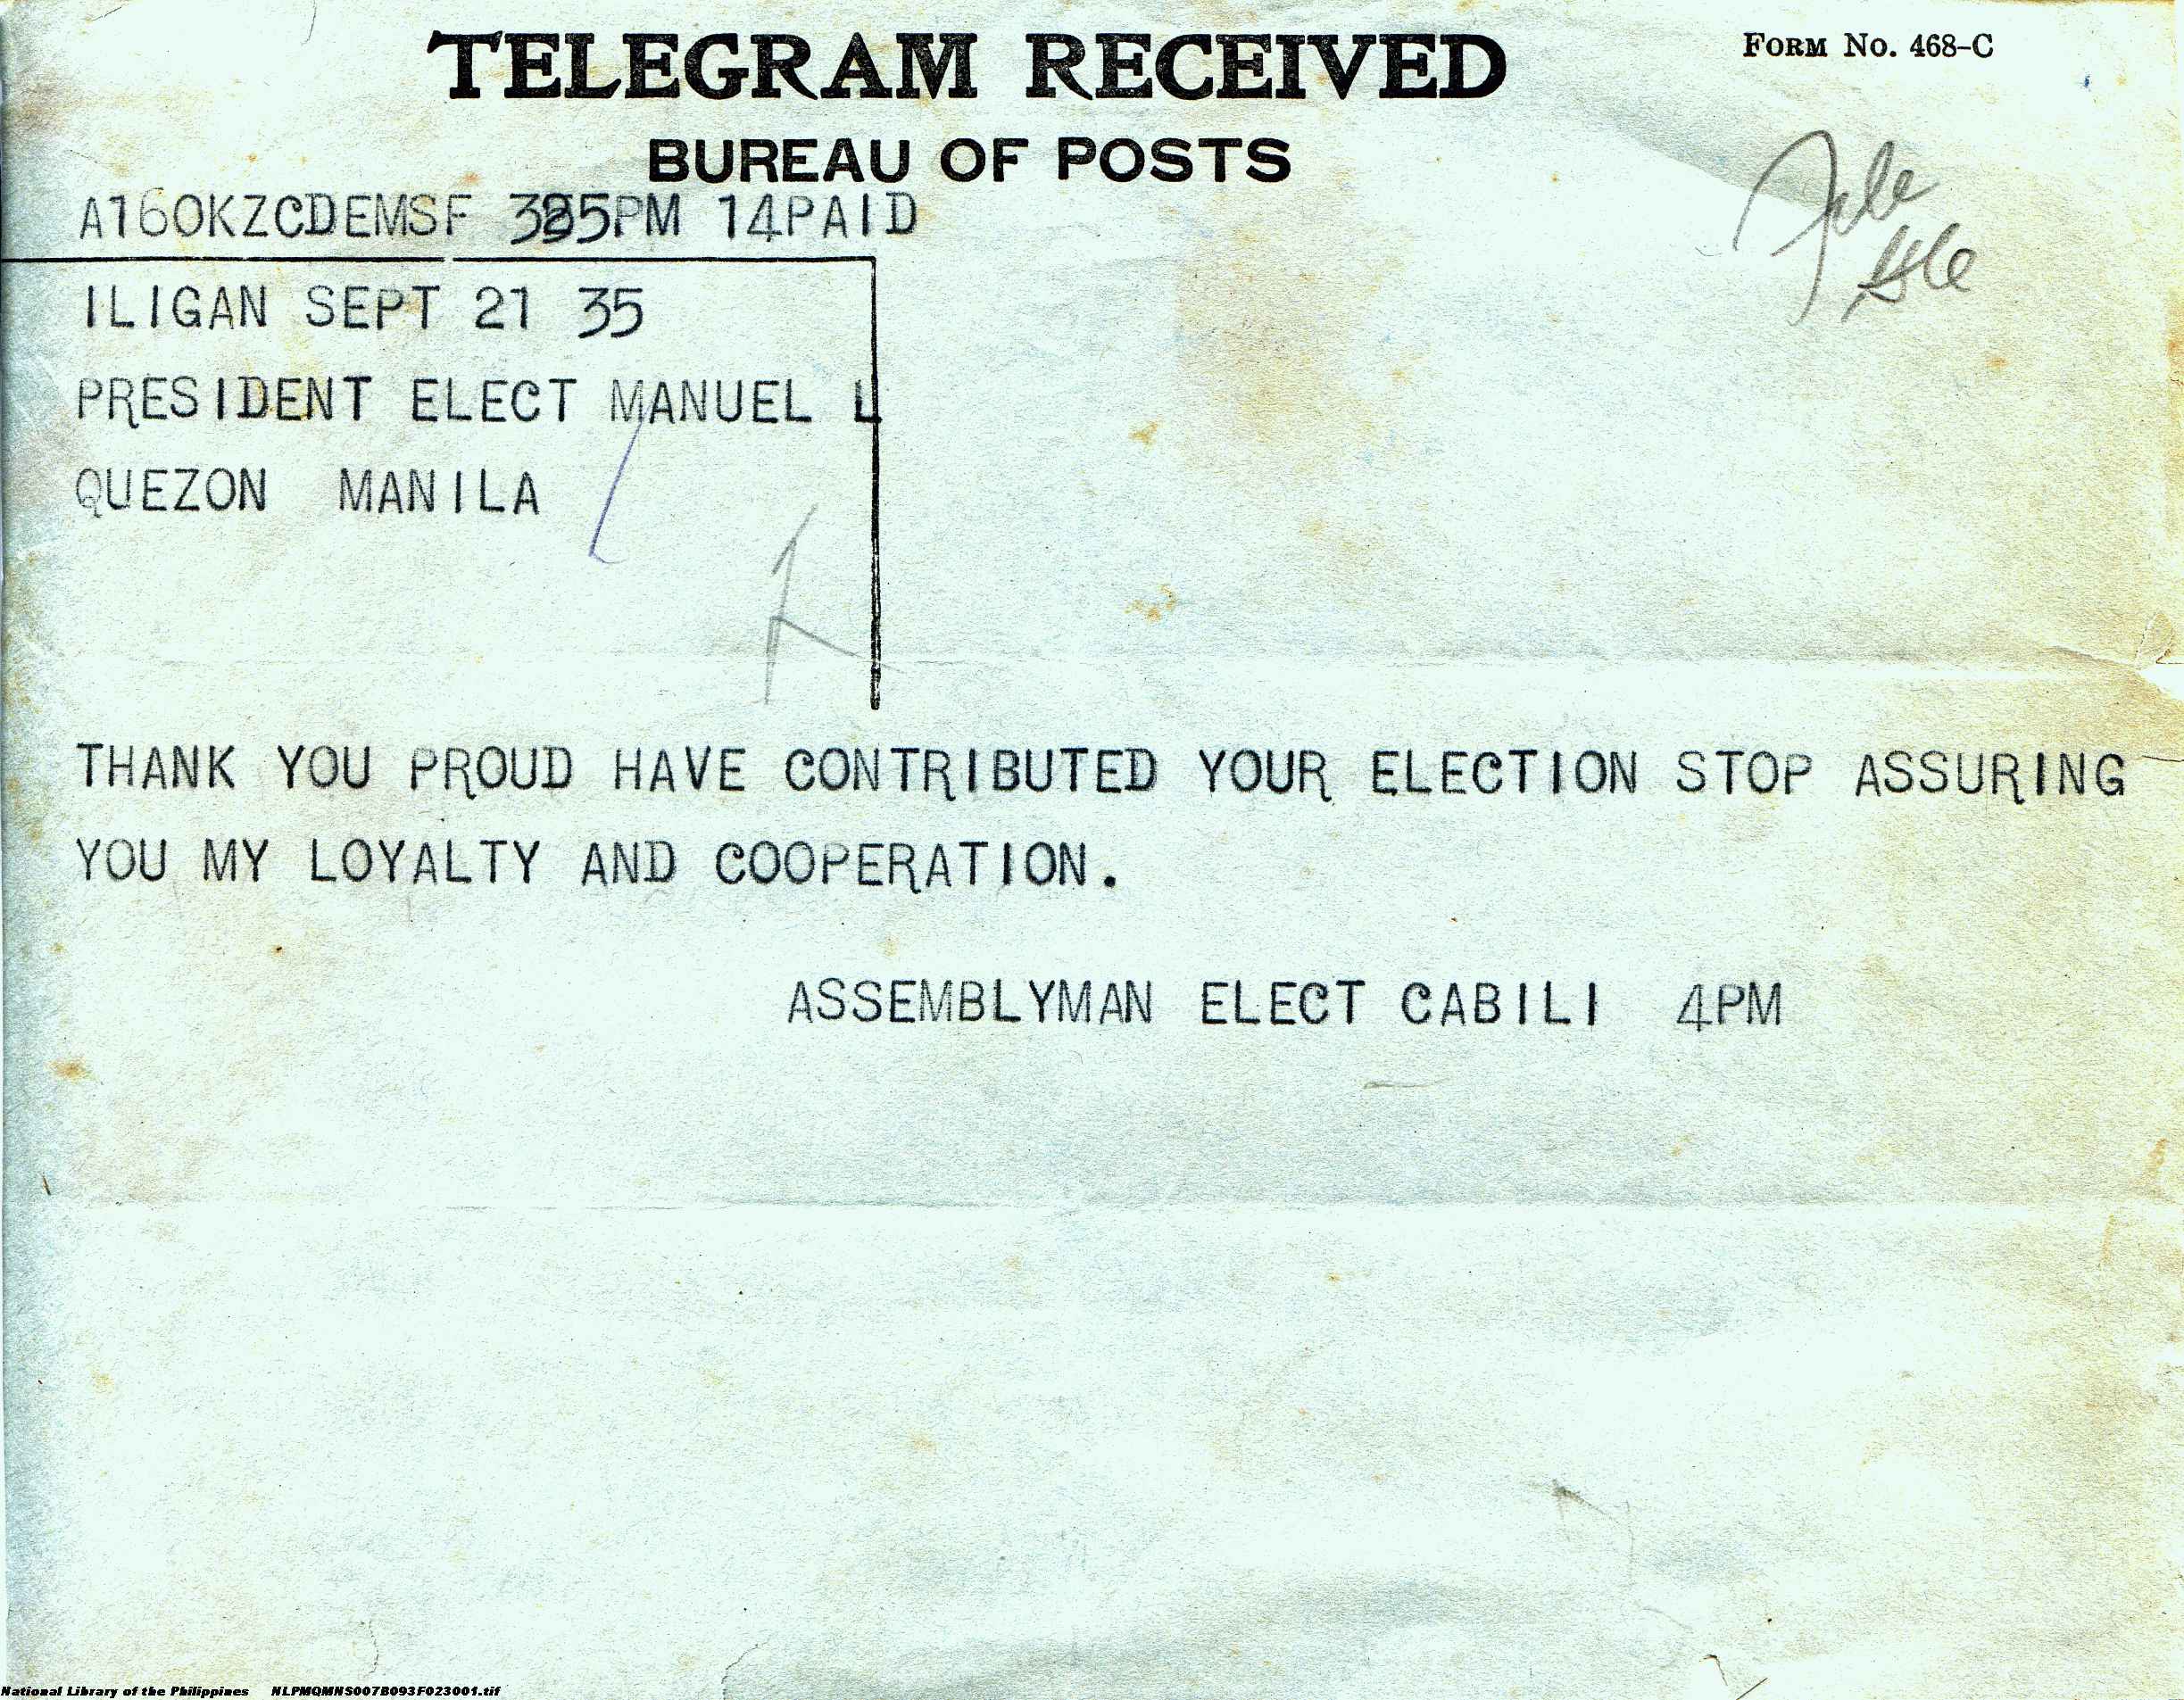 TELEGRAM RECEIVED
FORM NO. 468-C
BUREAU OF POSTS
A160KZCDEMSF 14PAID
File
ILIGAN SEPT 21 35
PRESIDENT ELECT MANUEL L
QUEZON MANILA
THANK YOU PROUD HAVE CONTRIBUTED YOUR ELECTION STOP ASSURING
YOU MY LOYALTY AND COOPERATION.
ASSEMBLYMAN ELECT CABILI 4PM
National Library of the Philippines NLPMQMNS007B093F023001.tif